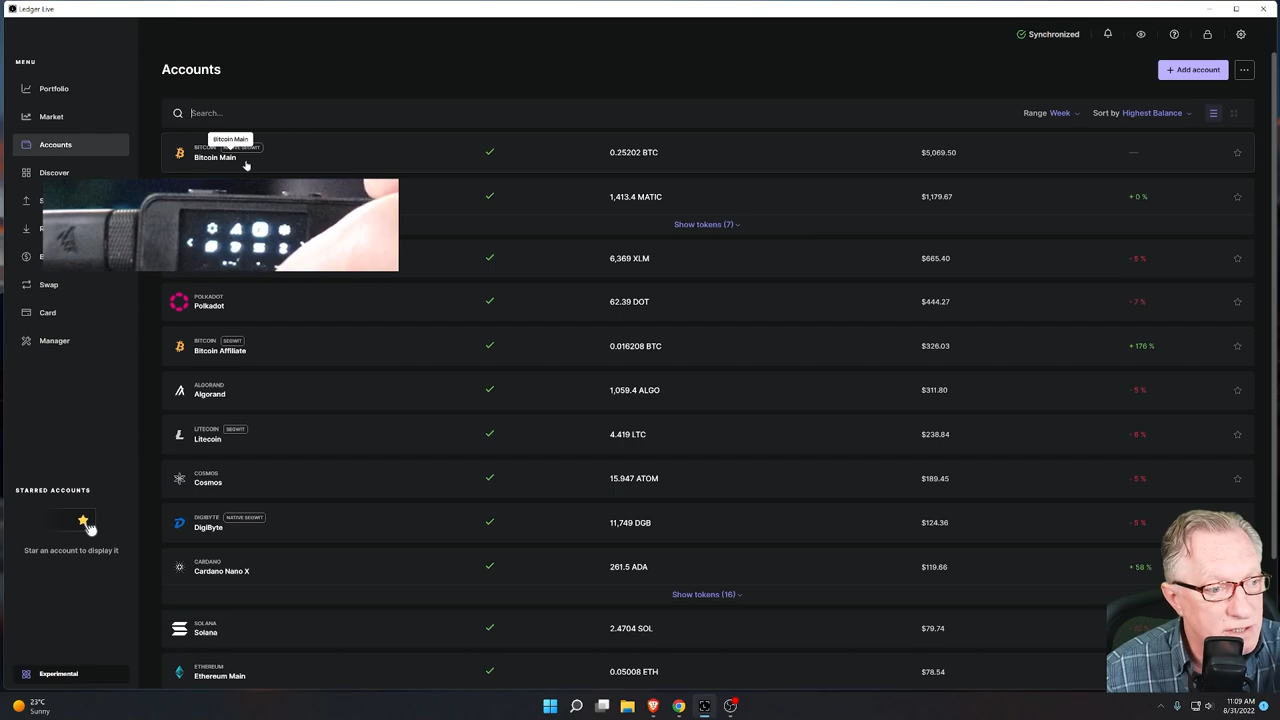 Ledger Live
MENU
Portfolio
Market
Accounts
Discover
Swap
Card
Manager
STARRED ACCOUNTS
Star an account to display it
Experimental
Synchronized
Accounts
+ Add account
Search...
Range Week
Sort by Highest Balance
Bitcoin Main
BITCOIN
Bitcoin Main
0.25202 BTC
$5,069.50
1,413.4 MATIC
$1,179.67
+ 0 %
Show tokens (7)
6,369 XLM
$665.40
- 5 %
POLKADOT
Polkadot
62.39 DOT
$444.27
- 7 %
BITCOIN SEGWIT
Bitcoin Affiliate
0.016208 BTC
$326.03
+ 176 %
ALGORAND
Algorand
1,059.4 ALGO
$311.80
- 5 %
LITECOIN SEGWIT
Litecoin
4.419 LTC
$238.84
- 6 %
COSMOS
Cosmos
15.947 ATOM
$189.45
- 5 %
DIGIBYTE NATIVE SEGWIT
DigiByte
11,749 DGB
$124.36
- 5 %
CARDANO
Cardano Nano X
261.5 ADA
$119.66
+ 58 %
Show tokens (16)
SOLANA
Solana
2.4704 SOL
$79.74
ETHEREUM
Ethereum Main
0.05008 ETH
$78.54
23°C
Sunny
11:09 AM
8/31/2022